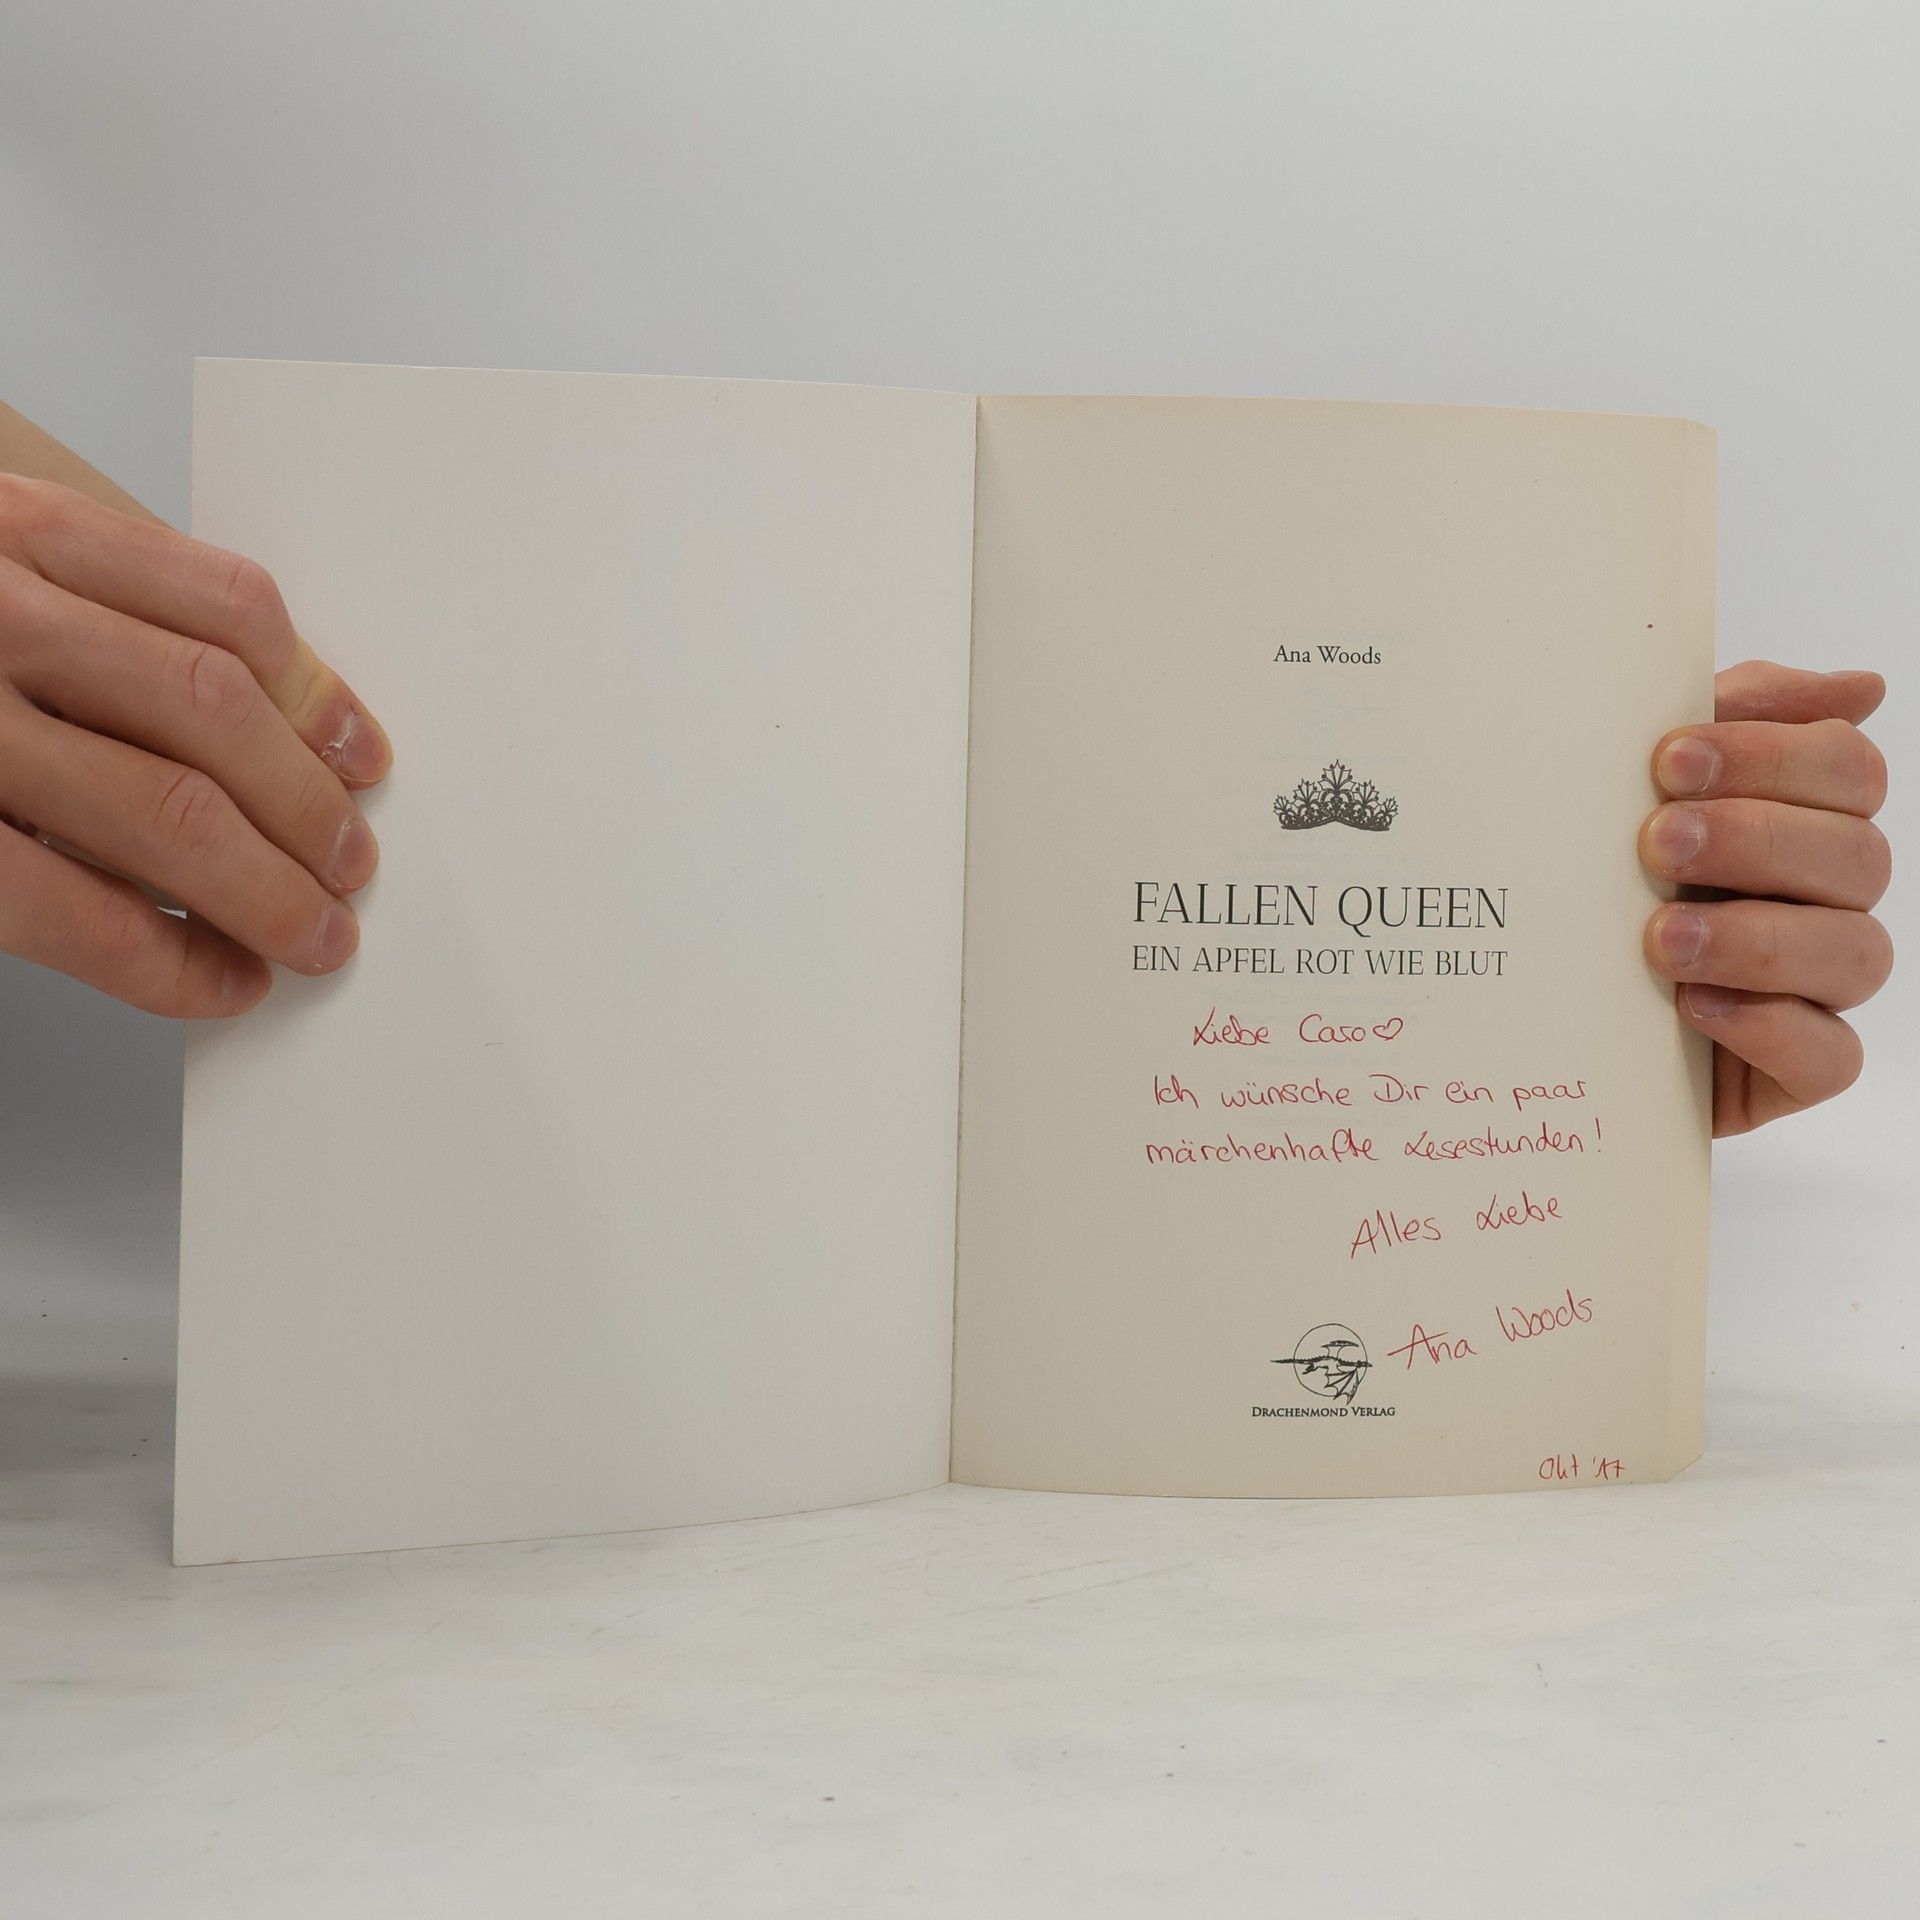 Ana Woods
FALLEN QUEEN
EIN APFEL ROT WIE BLUT
Liebe Caro♡
Ich wünsche Dir ein paar
märchenhafte Lesestunden!
Alles Liebe
Ana Woods
DRACHENMOND VERLAG
Okt '17